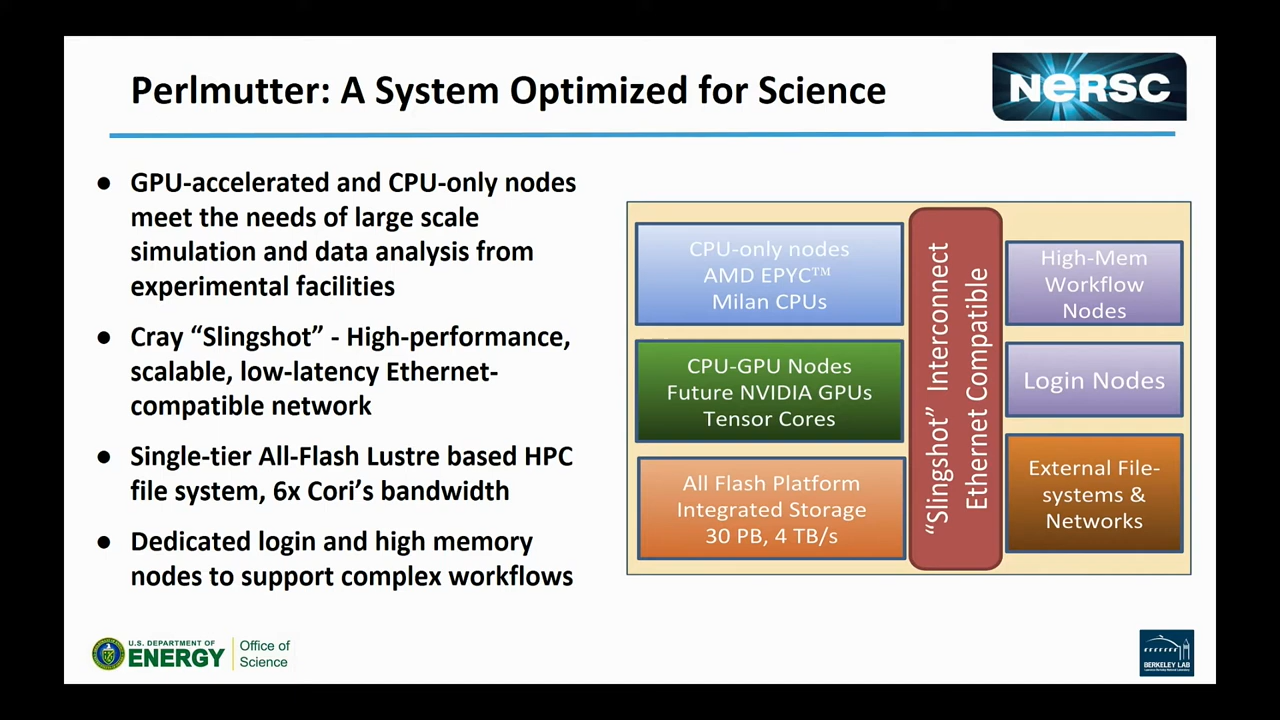 Perlmutter: A System Optimized for Science
NERSC
● GPU-accelerated and CPU-only nodes
meet the needs of large scale
simulation and data analysis from
experimental facilities
● Cray “Slingshot” - High-performance,
scalable, low-latency Ethernet-
compatible network
● Single-tier All-Flash Lustre based HPC
file system, 6x Cori’s bandwidth
● Dedicated login and high memory
nodes to support complex workflows
CPU-only nodes
AMD EPYC™
Milan CPUs
CPU-GPU Nodes
Future NVIDIA GPUs
Tensor Cores
All Flash Platform
Integrated Storage
30 PB, 4 TB/s
“Slingshot” Interconnect
Ethernet Compatible
High-Mem
Workflow
Nodes
Login Nodes
External File-
systems &
Networks
U.S. DEPARTMENT OF
ENERGY
Office of
Science
BERKELEY LAB